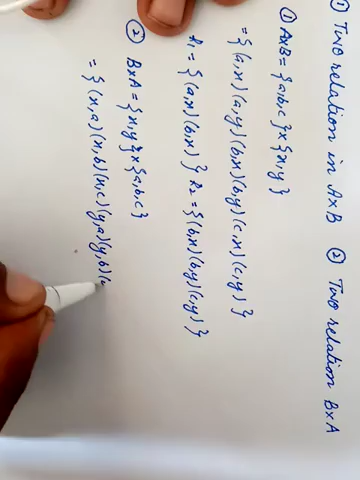 ① Two relation in A×B ② Two relation B×A
① A×B = {a,b,c} × {x,y}
= {(a,x)(a,y)(b,x)(b,y)(c,x)(c,y)}
R₁ = {(a,x)(b,x)} R₂ = {(b,x)(b,y)(c,y)}
② B×A = {x,y} × {a,b,c}
= {(x,a)(x,b)(x,c)(y,a)(y,b)(